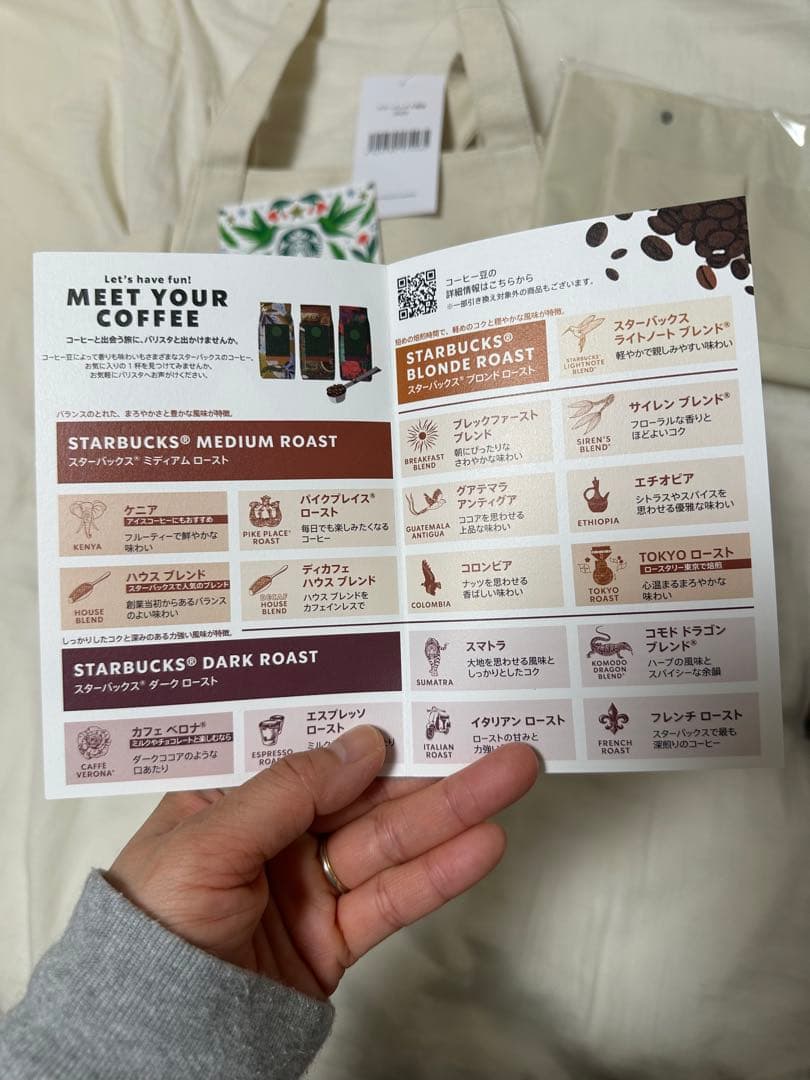 Let's have fun!
MEET YOUR
COFFEE
コーヒーと出会う旅に、バリスタと出かけませんか。
コーヒー豆によって香りも味わいもさまざまなスターバックスのコーヒー。
お気に入りの1杯を見つけてみませんか。
お気軽にバリスタへお声がけください。
バランスのとれた、まろやかさと豊かな風味が特徴。
STARBUCKS® MEDIUM ROAST
スターバックス® ミディアム ロースト
KENYA
ケニア
アイスコーヒーにもおすすめ
フルーティーで鮮やかな
味わい
PIKE PLACE®
ROAST
パイクプレイス®
ロースト
毎日でも楽しみたくなる
コーヒー
HOUSE
BLEND
ハウス ブレンド
スターバックスで人気のブレンド
創業当初からあるバランス
のよい味わい
DECAF
HOUSE
BLEND
ディカフェ
ハウス ブレンド
ハウス ブレンドを
カフェインレスで
しっかりとしたコクと深みのある力強い風味が特徴。
STARBUCKS® DARK ROAST
スターバックス® ダーク ロースト
CAFFÈ
VERONA®
カフェ ベロナ®
ミルクやチョコレートと楽しむなら
ダークココアのような
口あたり
ESPRESSO
エスプレッソ
ロースト
コーヒー豆の
詳細情報はこちらから
※一部引き換え対象外の商品もございます。
短めの焙煎時間で、軽めのコクと穏やかな風味が特徴。
STARBUCKS®
BLONDE ROAST
スターバックス® ブロンド ロースト
STARBUCKS®
LIGHTNOTE
BLEND®
スターバックス
ライトノート ブレンド®
軽やかで親しみやすい味わい
BREAKFAST
BLEND
ブレックファースト
ブレンド
朝にぴったりな
さわやかな味わい
SIREN'S
BLEND®
サイレン ブレンド®
フローラルな香りと
ほどよいコク
GUATEMALA
ANTIGUA
グアテマラ
アンティグア
ココアを思わせる
上品な味わい
ETHIOPIA
エチオピア
シトラスやスパイスを
思わせる優雅な味わい
COLOMBIA
コロンビア
ナッツを思わせる
香ばしい味わい
TOKYO
ROAST
TOKYO ロースト
ロースタリー東京で焙煎
心温まるまろやかな
味わい
SUMATRA
スマトラ
大地を思わせる風味と
しっかりとしたコク
KOMODO
DRAGON
BLEND®
コモド ドラゴン
ブレンド®
ハーブの風味と
スパイシーな余韻
ITALIAN
ROAST
イタリアン ロースト
ローストの甘みと
力強い
FRENCH
ROAST
フレンチ ロースト
スターバックスで最も
深煎りのコーヒー